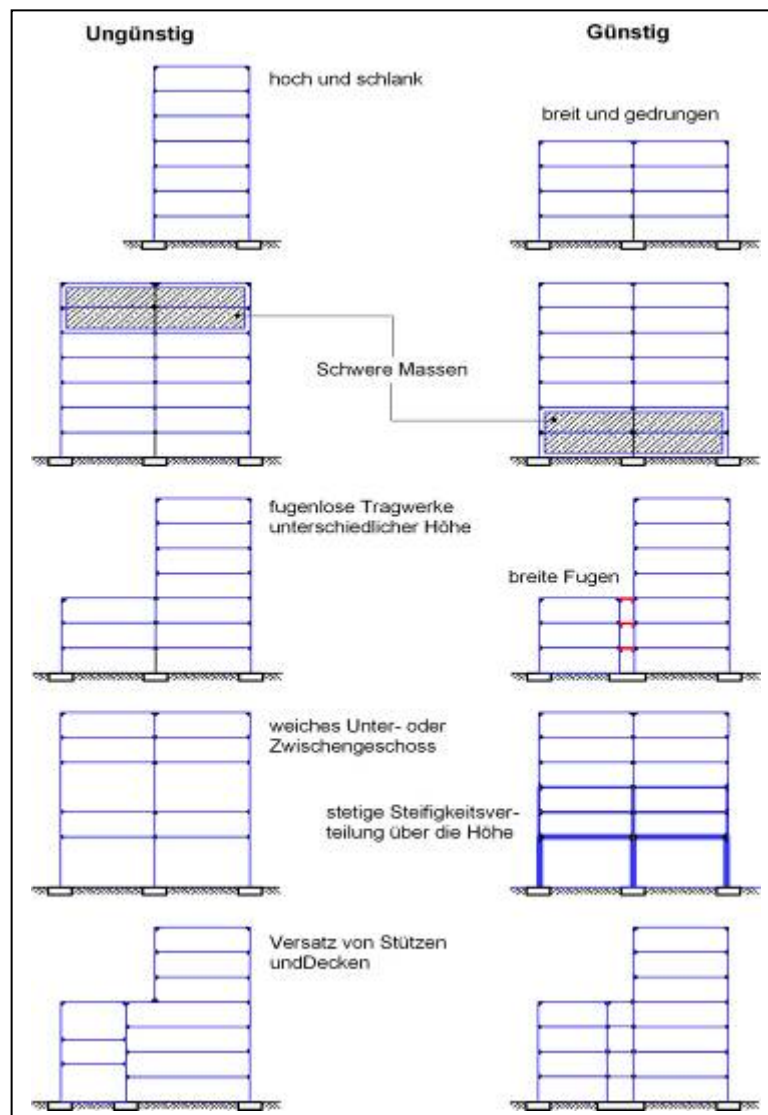 Ungünstig
Günstig
hoch und schlank
breit und gedrungen
Schwere Massen
fugenlose Tragwerke
unterschiedlicher Höhe
breite Fugen
weiches Unter- oder
Zwischengeschoss
stetige Steifigkeitsver-
teilung über die Höhe
Versatz von Stützen
undDecken